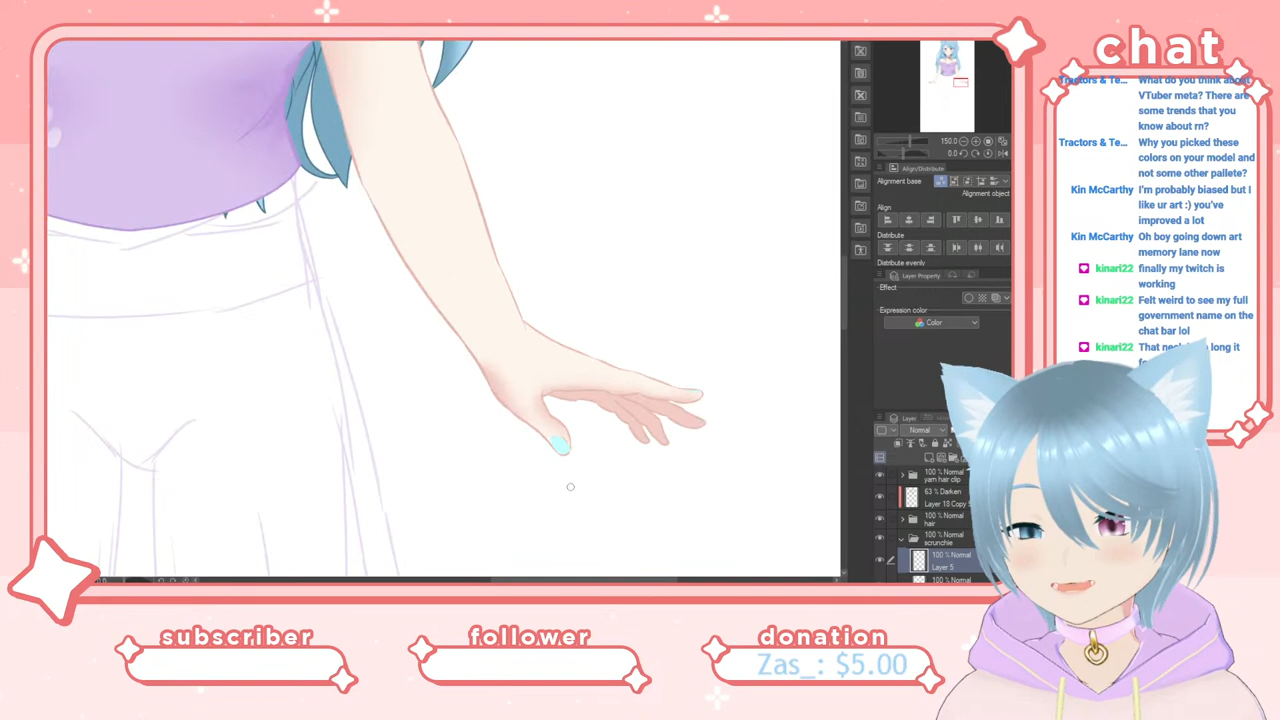 chat
Tractors & Te... What do you think about
VTuber meta? There are
some trends that you
know about rn?
Tractors & Te... Why you picked these
colors on your model and
not some other pallete?
Kin McCarthy I'm probably biased but I
like ur art :) you've
improved a lot
Kin McCarthy Oh boy going down art
memory lane now
kinari22 finally my twitch is
working
kinari22 Felt weird to see my full
government name on the
chat bar lol
kinari22 That long it
150.0
0.0
Align/Distribute
Alignment base
Alignment object
Align
Distribute
Distribute evenly
Layer Property
Effect
Expression color
Color
Layer
Normal
100 % Normal
yarn hair clip
63 % Darken
Layer 18 Copy
100 % Normal
hair
100 % Normal
scrunchie
100 % Normal
Layer 5
100 % Normal
subscriber
follower
donation
Zas_: $5.00